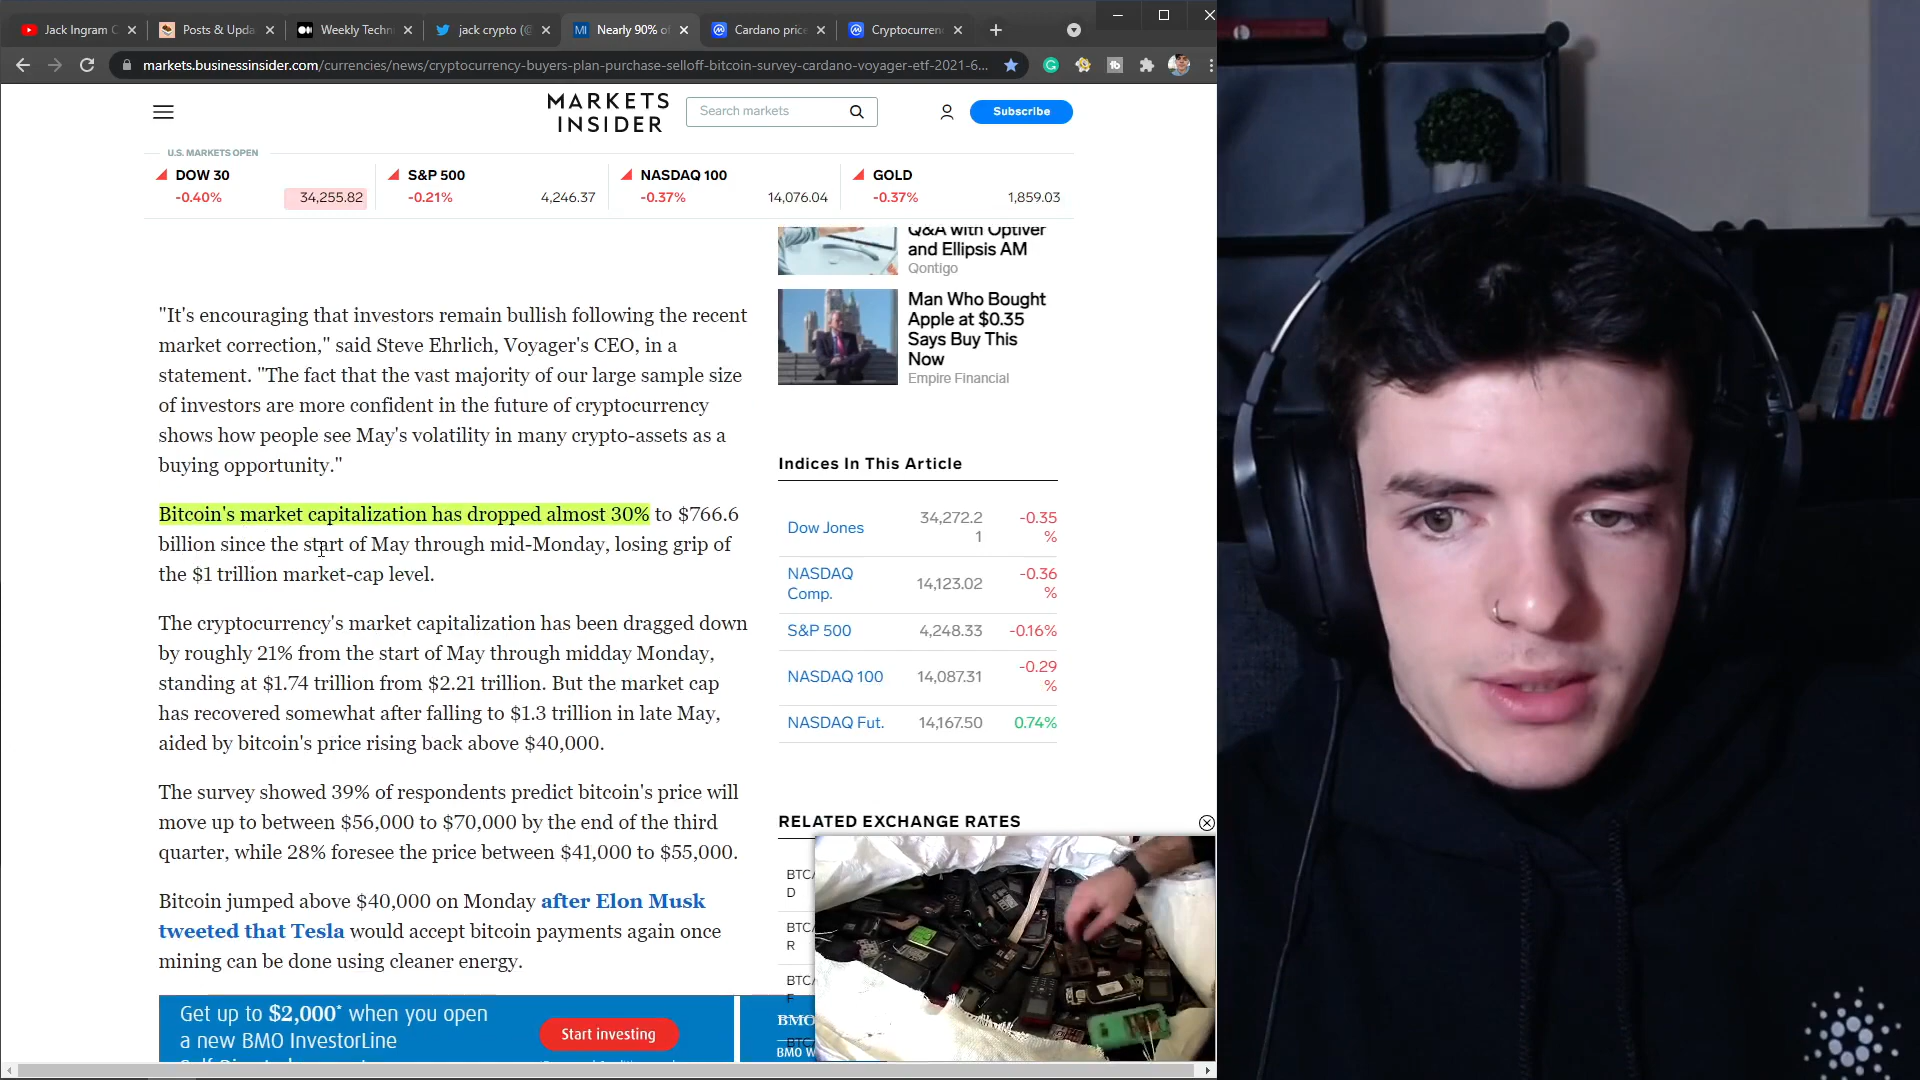 Jack Ingram C
Posts & Upda
Weekly Techn
jack crypto (@
MI Nearly 90% of
Cardano price
Cryptocurren
markets.businessinsider.com/currencies/news/cryptocurrency-buyers-plan-purchase-selloff-bitcoin-survey-cardano-voyager-etf-2021-6...
MARKETS
INSIDER
Search markets
Subscribe
U.S. MARKETS OPEN
DOW 30
-0.40% 34,255.82
S&P 500
-0.21% 4,246.37
NASDAQ 100
-0.37% 14,076.04
GOLD
-0.37% 1,859.03
"It's encouraging that investors remain bullish following the recent
market correction," said Steve Ehrlich, Voyager's CEO, in a
statement. "The fact that the vast majority of our large sample size
of investors are more confident in the future of cryptocurrency
shows how people see May's volatility in many crypto-assets as a
buying opportunity."
Bitcoin's market capitalization has dropped almost 30% to $766.6
billion since the start of May through mid-Monday, losing grip of
the $1 trillion market-cap level.
The cryptocurrency's market capitalization has been dragged down
by roughly 21% from the start of May through midday Monday,
standing at $1.74 trillion from $2.21 trillion. But the market cap
has recovered somewhat after falling to $1.3 trillion in late May,
aided by bitcoin's price rising back above $40,000.
The survey showed 39% of respondents predict bitcoin's price will
move up to between $56,000 to $70,000 by the end of the third
quarter, while 28% foresee the price between $41,000 to $55,000.
Bitcoin jumped above $40,000 on Monday after Elon Musk
tweeted that Tesla would accept bitcoin payments again once
mining can be done using cleaner energy.
Get up to $2,000* when you open
a new BMO InvestorLine
Start investing
Q&A with Optiver
and Ellipsis AM
Qontigo
Man Who Bought
Apple at $0.35
Says Buy This
Now
Empire Financial
Indices In This Article
Dow Jones 34,272.2
1 -0.35
%
NASDAQ
Comp. 14,123.02 -0.36
%
S&P 500 4,248.33 -0.16%
NASDAQ 100 14,087.31 -0.29
%
NASDAQ Fut. 14,167.50 0.74%
RELATED EXCHANGE RATES
BTC/
D
BTC/
R
BTC/
F
BMO
BMO W